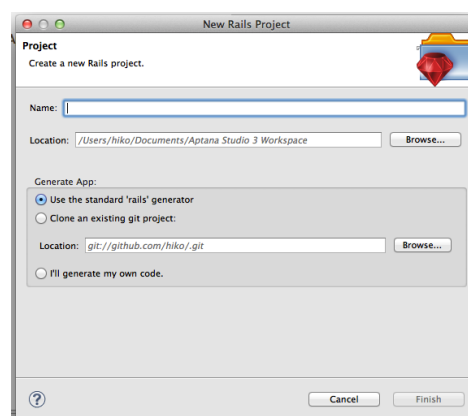 New Rails Project
Project
Create a new Rails project.
Name:
Location: /Users/hiko/Documents/Aptana Studio 3 Workspace Browse...
Generate App:
Use the standard 'rails' generator
Clone an existing git project:
Location: git://github.com/hiko/.git Browse...
I'll generate my own code.
? Cancel Finish